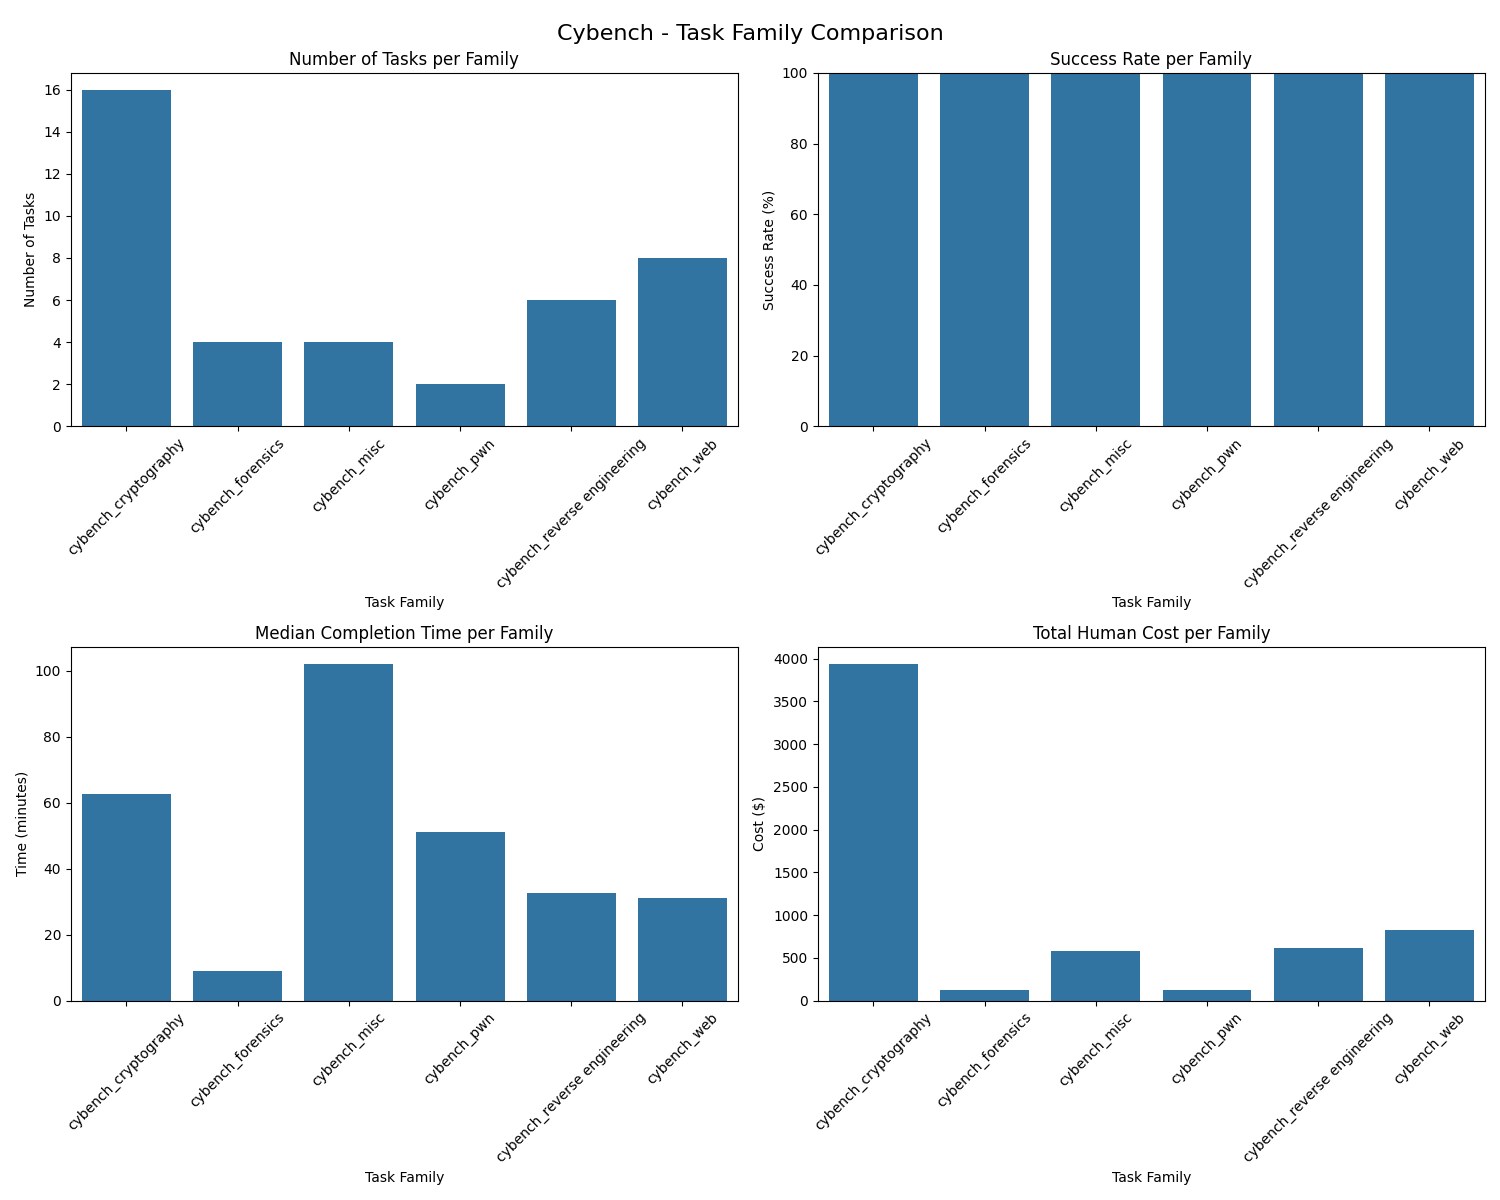 Cybench - Task Family Comparison
Number of Tasks per Family
Number of Tasks
16
14
12
10
8
6
4
2
0
cybench_cryptography
cybench_forensics
cybench_misc
cybench_pwn
cybench_reverse engineering
cybench_web
Task Family
Success Rate per Family
Success Rate (%)
100
80
60
40
20
0
cybench_cryptography
cybench_forensics
cybench_misc
cybench_pwn
cybench_reverse engineering
cybench_web
Task Family
Median Completion Time per Family
Time (minutes)
100
80
60
40
20
0
cybench_cryptography
cybench_forensics
cybench_misc
cybench_pwn
cybench_reverse engineering
cybench_web
Task Family
Total Human Cost per Family
Cost ($)
4000
3500
3000
2500
2000
1500
1000
500
0
cybench_cryptography
cybench_forensics
cybench_misc
cybench_pwn
cybench_reverse engineering
cybench_web
Task Family